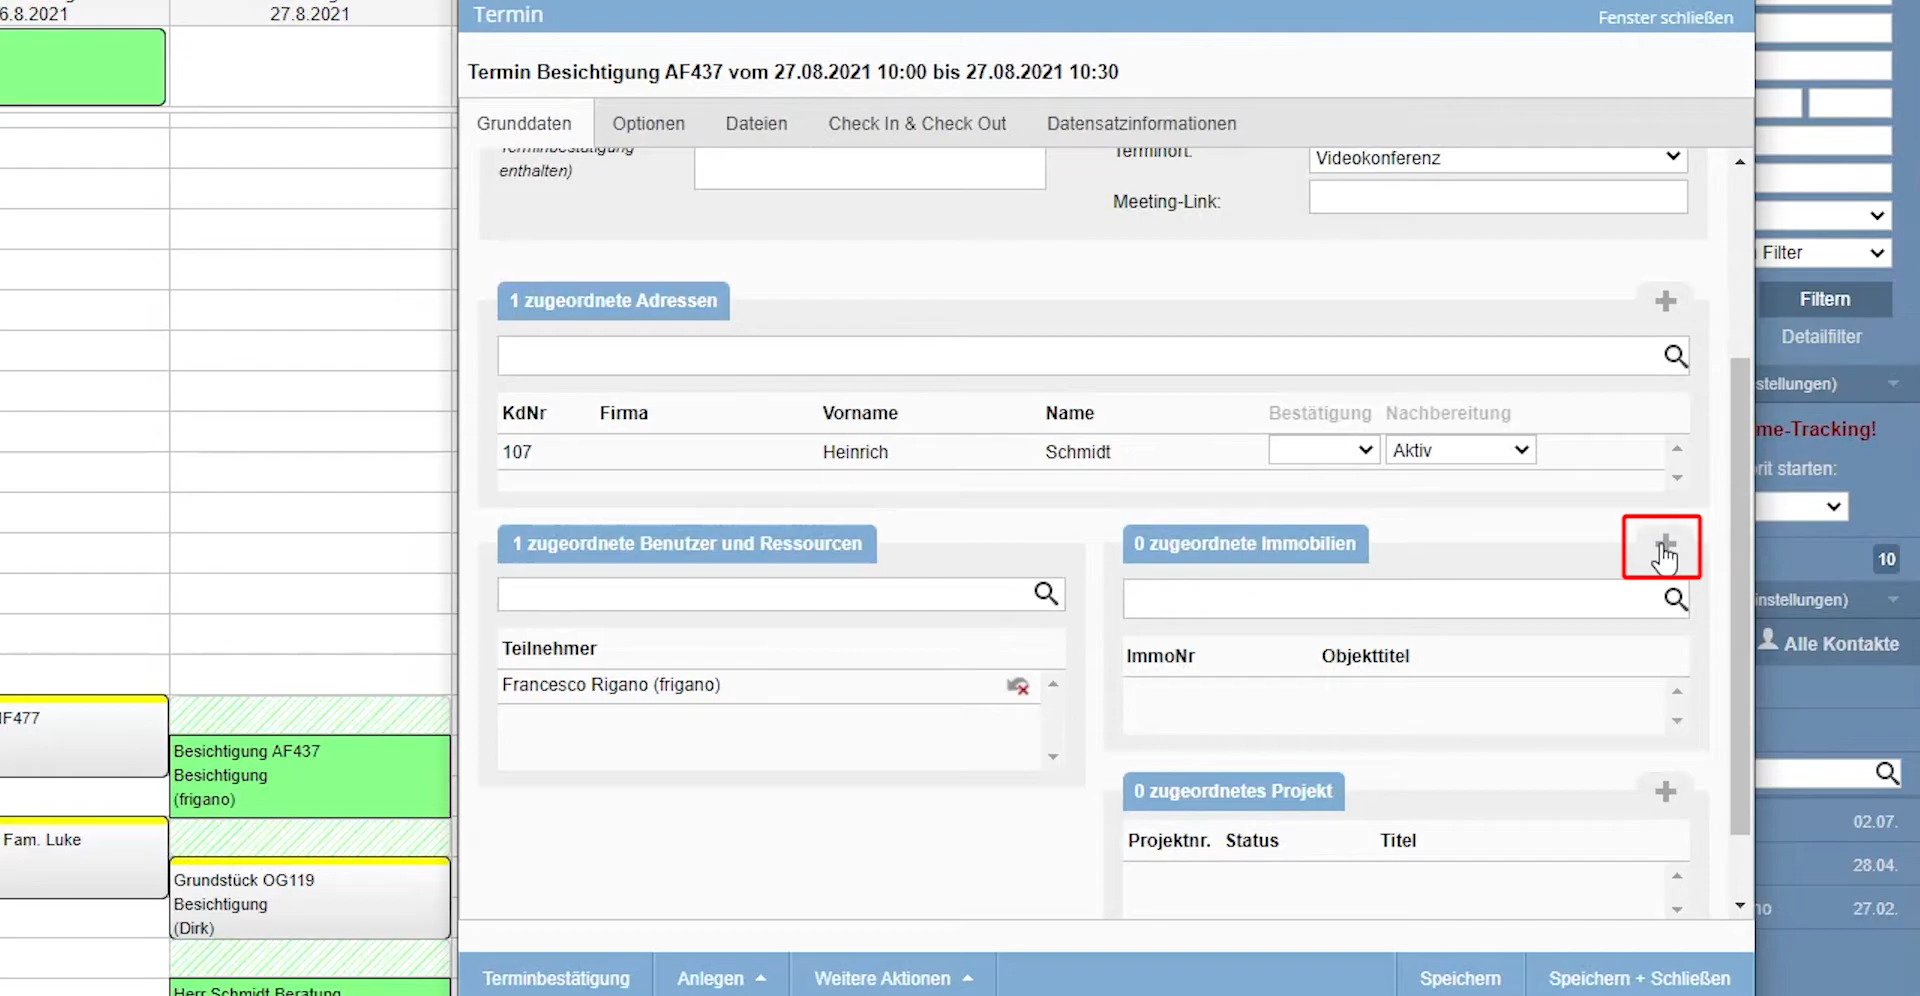 6.8.2021
27.8.2021
Termin
Fenster schließen
Termin Besichtigung AF437 vom 27.08.2021 10:00 bis 27.08.2021 10:30
Grunddaten
Optionen
Dateien
Check In & Check Out
Datensatzinformationen
Terminbestätigung
enthalten)
Terminort:
Videokonferenz
Meeting-Link:
1 zugeordnete Adressen
KdNr Firma Vorname Name Bestätigung Nachbereitung
107 Heinrich Schmidt Aktiv
1 zugeordnete Benutzer und Ressourcen
Teilnehmer
Francesco Rigano (frigano)
0 zugeordnete Immobilien
ImmoNr Objekttitel
0 zugeordnetes Projekt
Projektnr. Status Titel
Terminbestätigung
Anlegen
Weitere Aktionen
Speichern
Speichern + Schließen
F477
Fam. Luke
Besichtigung AF437
Besichtigung
(frigano)
Grundstück OG119
Besichtigung
(Dirk)
Herr Schmidt Beratung
Filter
Filtern
Detailfilter
stellungen)
me-Tracking!
rit starten:
10
instellungen)
Alle Kontakte
02.07.
28.04.
no 27.02.